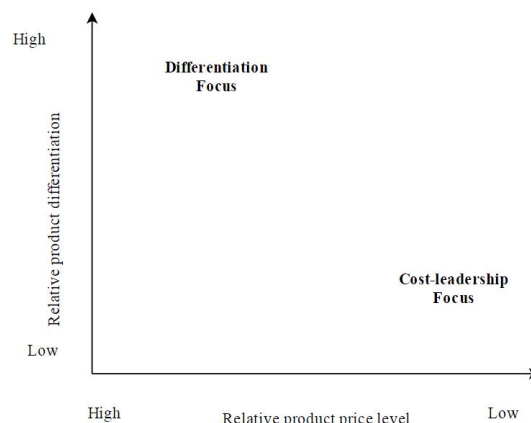 High
Differentiation
Focus
Relative product differentiation
Cost-leadership
Focus
Low
High
Relative product price level
Low